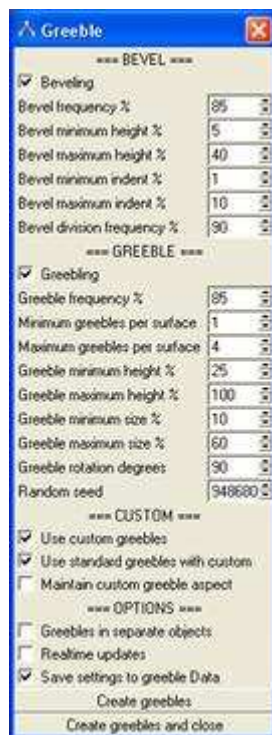 Greeble
=== BEVEL ===
Beveling
Bevel frequency % 85
Bevel minimum height % 5
Bevel maximum height % 40
Bevel minimum indent % 1
Bevel maximum indent % 10
Bevel division frequency % 90
=== GREEBLE ===
Greebling
Greeble frequency % 85
Minimum greebles per surface 1
Maximum greebles per surface 4
Greeble minimum height % 25
Greeble maximum height % 100
Greeble minimum size % 10
Greeble maximum size % 60
Greeble rotation degrees 90
Random seed 948680
=== CUSTOM ===
Use custom greebles
Use standard greebles with custom
Maintain custom greeble aspect
=== OPTIONS ===
Greebles in separate objects
Realtime updates
Save settings to greeble Data
Create greebles
Create greebles and close